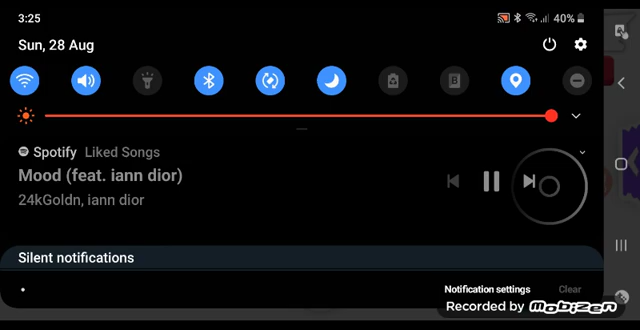 3:25
40%
Sun, 28 Aug
Spotify Liked Songs
Mood (feat. iann dior)
24kGoldn, iann dior
Silent notifications
Notification settings Clear
Recorded by Mobizen